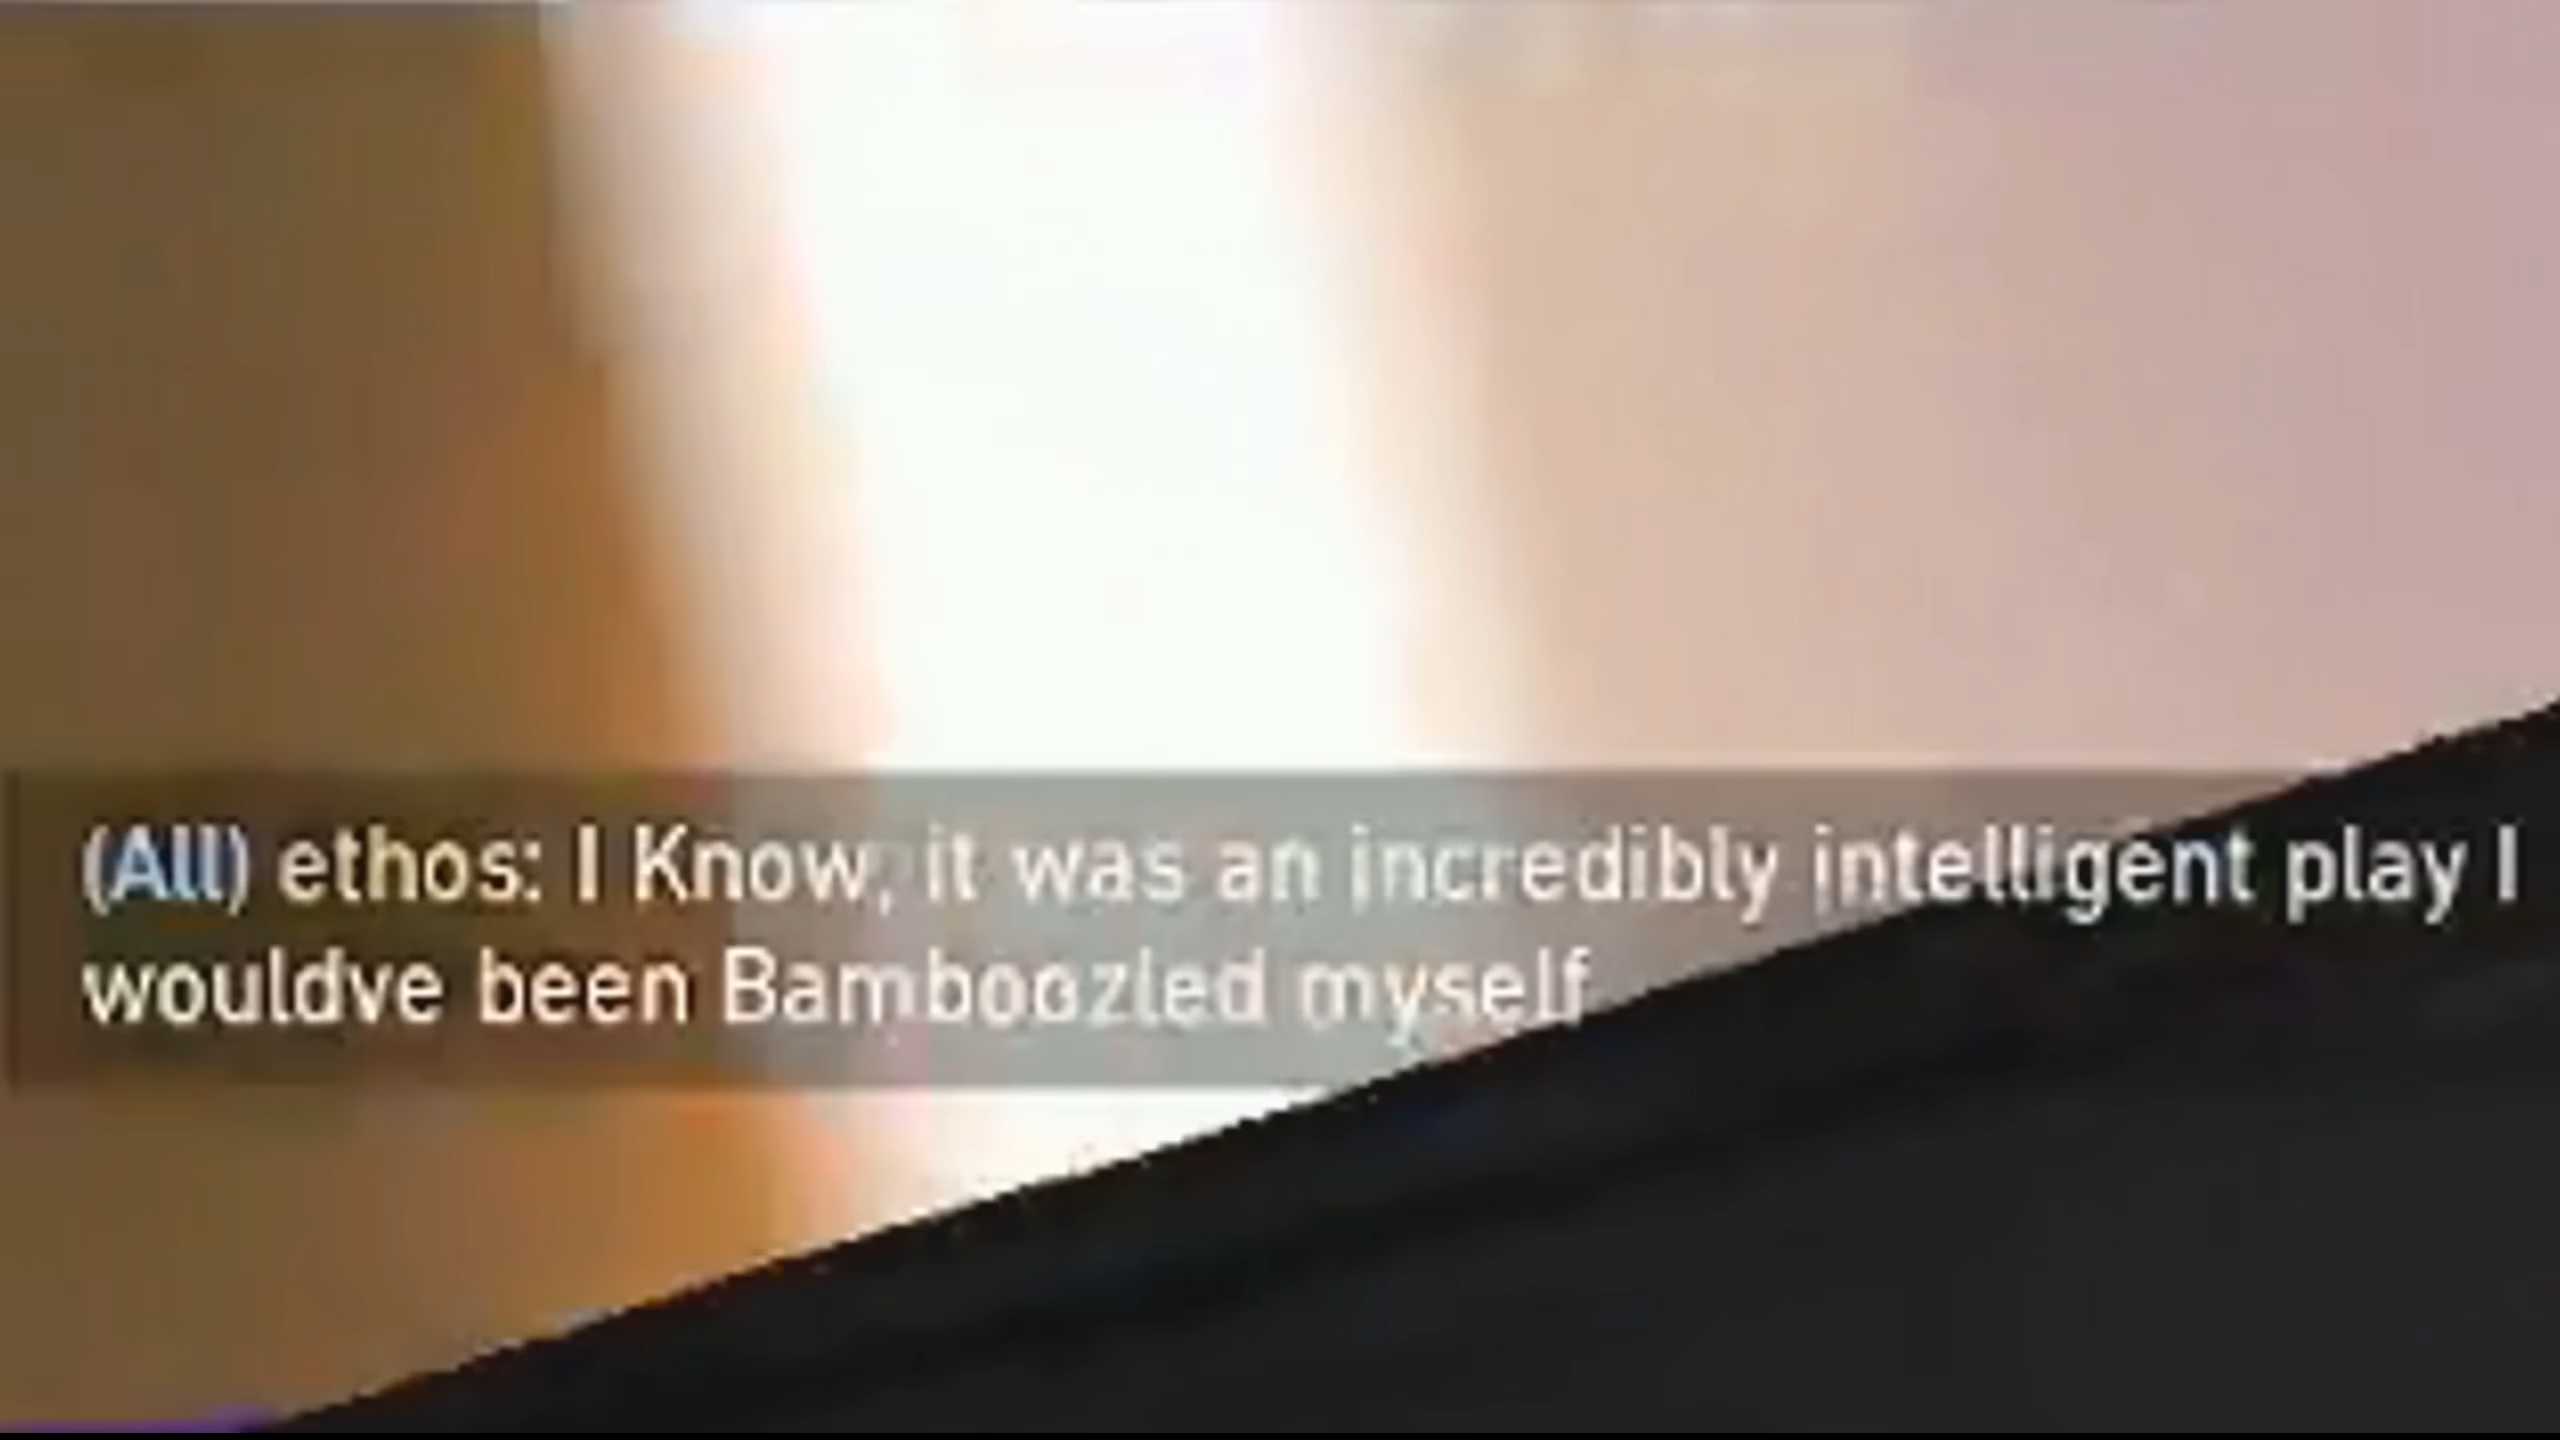 (All) ethos: I Know, it was an incredibly intelligent play I
wouldve been Bamboozled myself